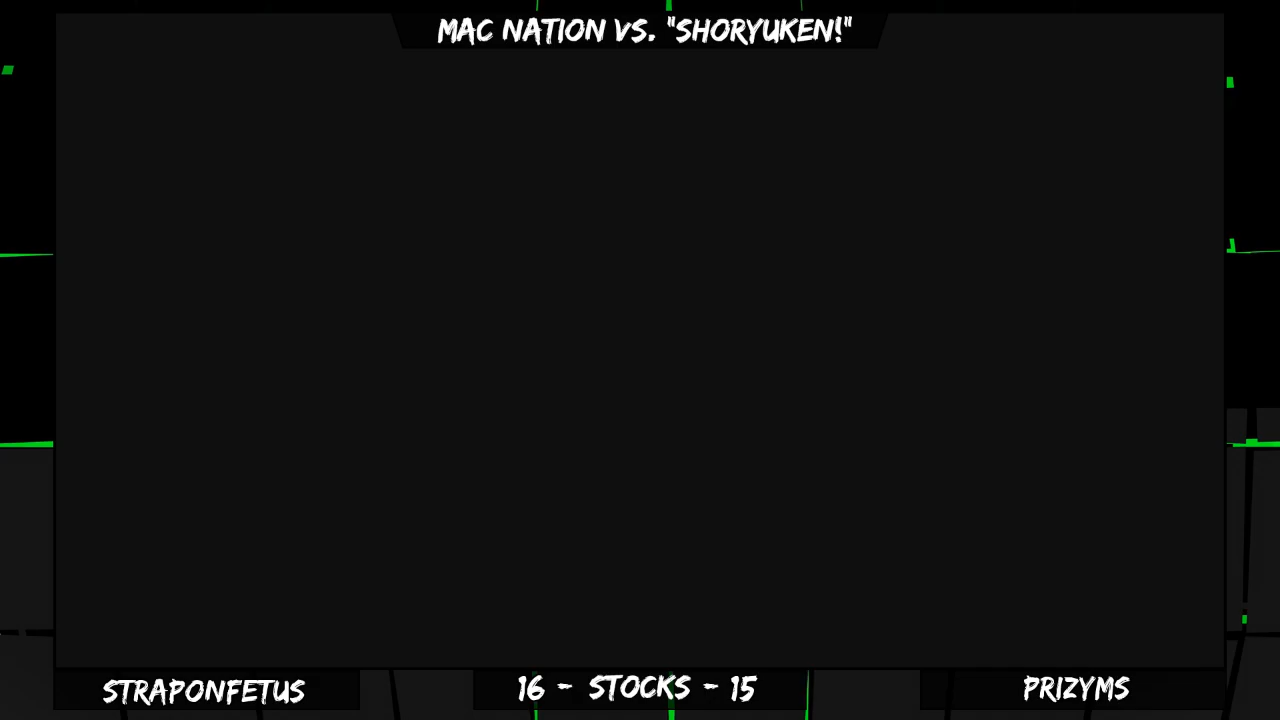 MAC NATION VS. "SHORYUKEN!"
STRAPONFETUS
16 - STOCKS - 15
PRIZYMS